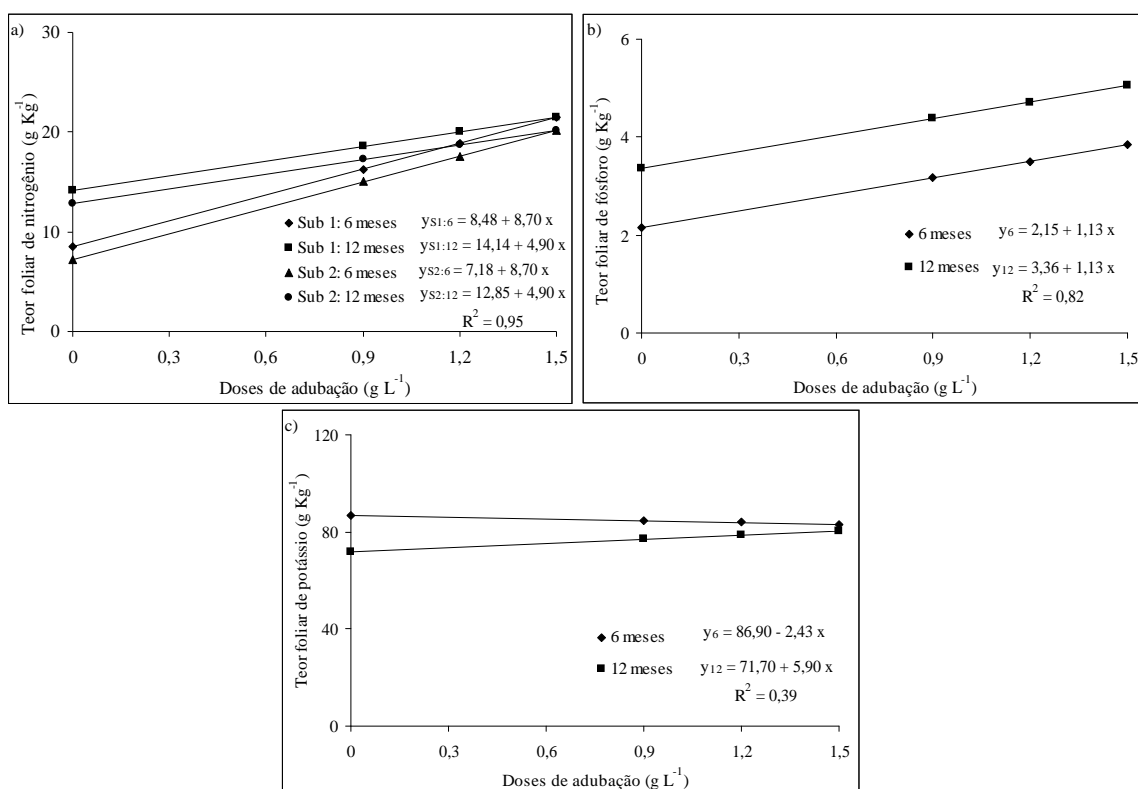 a)
Teor foliar de nitrogênio (g Kg-1)
30
20
10
0
Sub 1: 6 meses yS1:6 = 8,48 + 8,70 x
Sub 1: 12 meses yS1:12 = 14,14 + 4,90 x
Sub 2: 6 meses yS2:6 = 7,18 + 8,70 x
Sub 2: 12 meses yS2:12 = 12,85 + 4,90 x
R2 = 0,95
0 0,3 0,6 0,9 1,2 1,5
Doses de adubação (g L-1)
b)
Teor foliar de fósforo (g Kg-1)
6
4
2
0
6 meses y6 = 2,15 + 1,13 x
12 meses y12 = 3,36 + 1,13 x
R2 = 0,82
0 0,3 0,6 0,9 1,2 1,5
Doses de adubação (g L-1)
c)
Teor foliar de potássio (g Kg-1)
120
80
40
0
6 meses y6 = 86,90 - 2,43 x
12 meses y12 = 71,70 + 5,90 x
R2 = 0,39
0 0,3 0,6 0,9 1,2 1,5
Doses de adubação (g L-1)